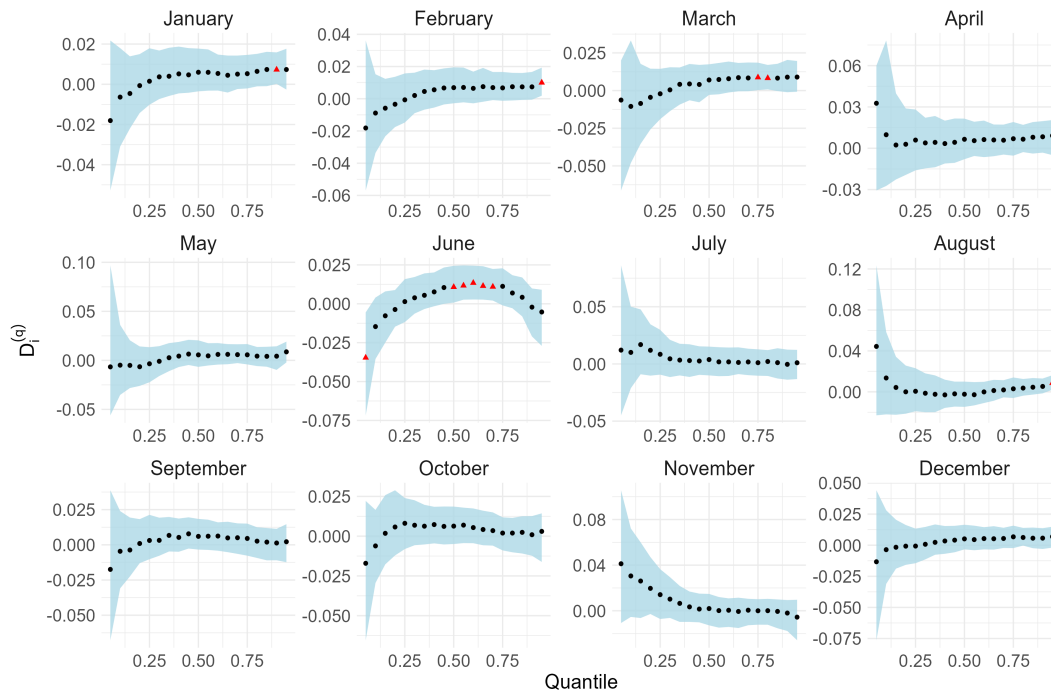 January February March April
0.02 0.04 0.025 0.06
0.00 0.02 0.000 0.03
-0.02 0.00 -0.025 0.00
-0.04 -0.02 -0.050 -0.03
-0.04
-0.06
0.25 0.50 0.75 0.25 0.50 0.75 0.25 0.50 0.75 0.25 0.50 0.75
May June July August
0.10 0.025 0.05 0.12
0.05 0.000 0.00 0.08
0.00 -0.025 -0.05 0.04
-0.05 -0.050 0.00
-0.075
0.25 0.50 0.75 0.25 0.50 0.75 0.25 0.50 0.75 0.25 0.50 0.75
D_i^(q)
September October November December
0.025 0.025 0.08 0.050
0.000 0.000 0.04 0.025
-0.025 -0.025 0.00 0.000
-0.050 -0.050 -0.025
-0.050
-0.075
0.25 0.50 0.75 0.25 0.50 0.75 0.25 0.50 0.75 0.25 0.50 0.75
Quantile